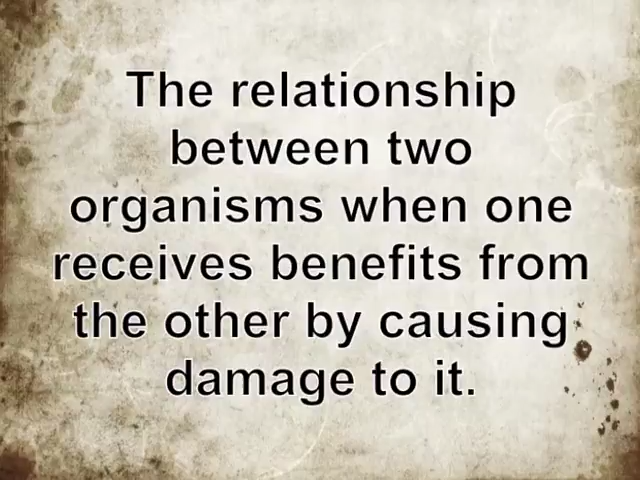 The relationship
between two
organisms when one
receives benefits from
the other by causing
damage to it.